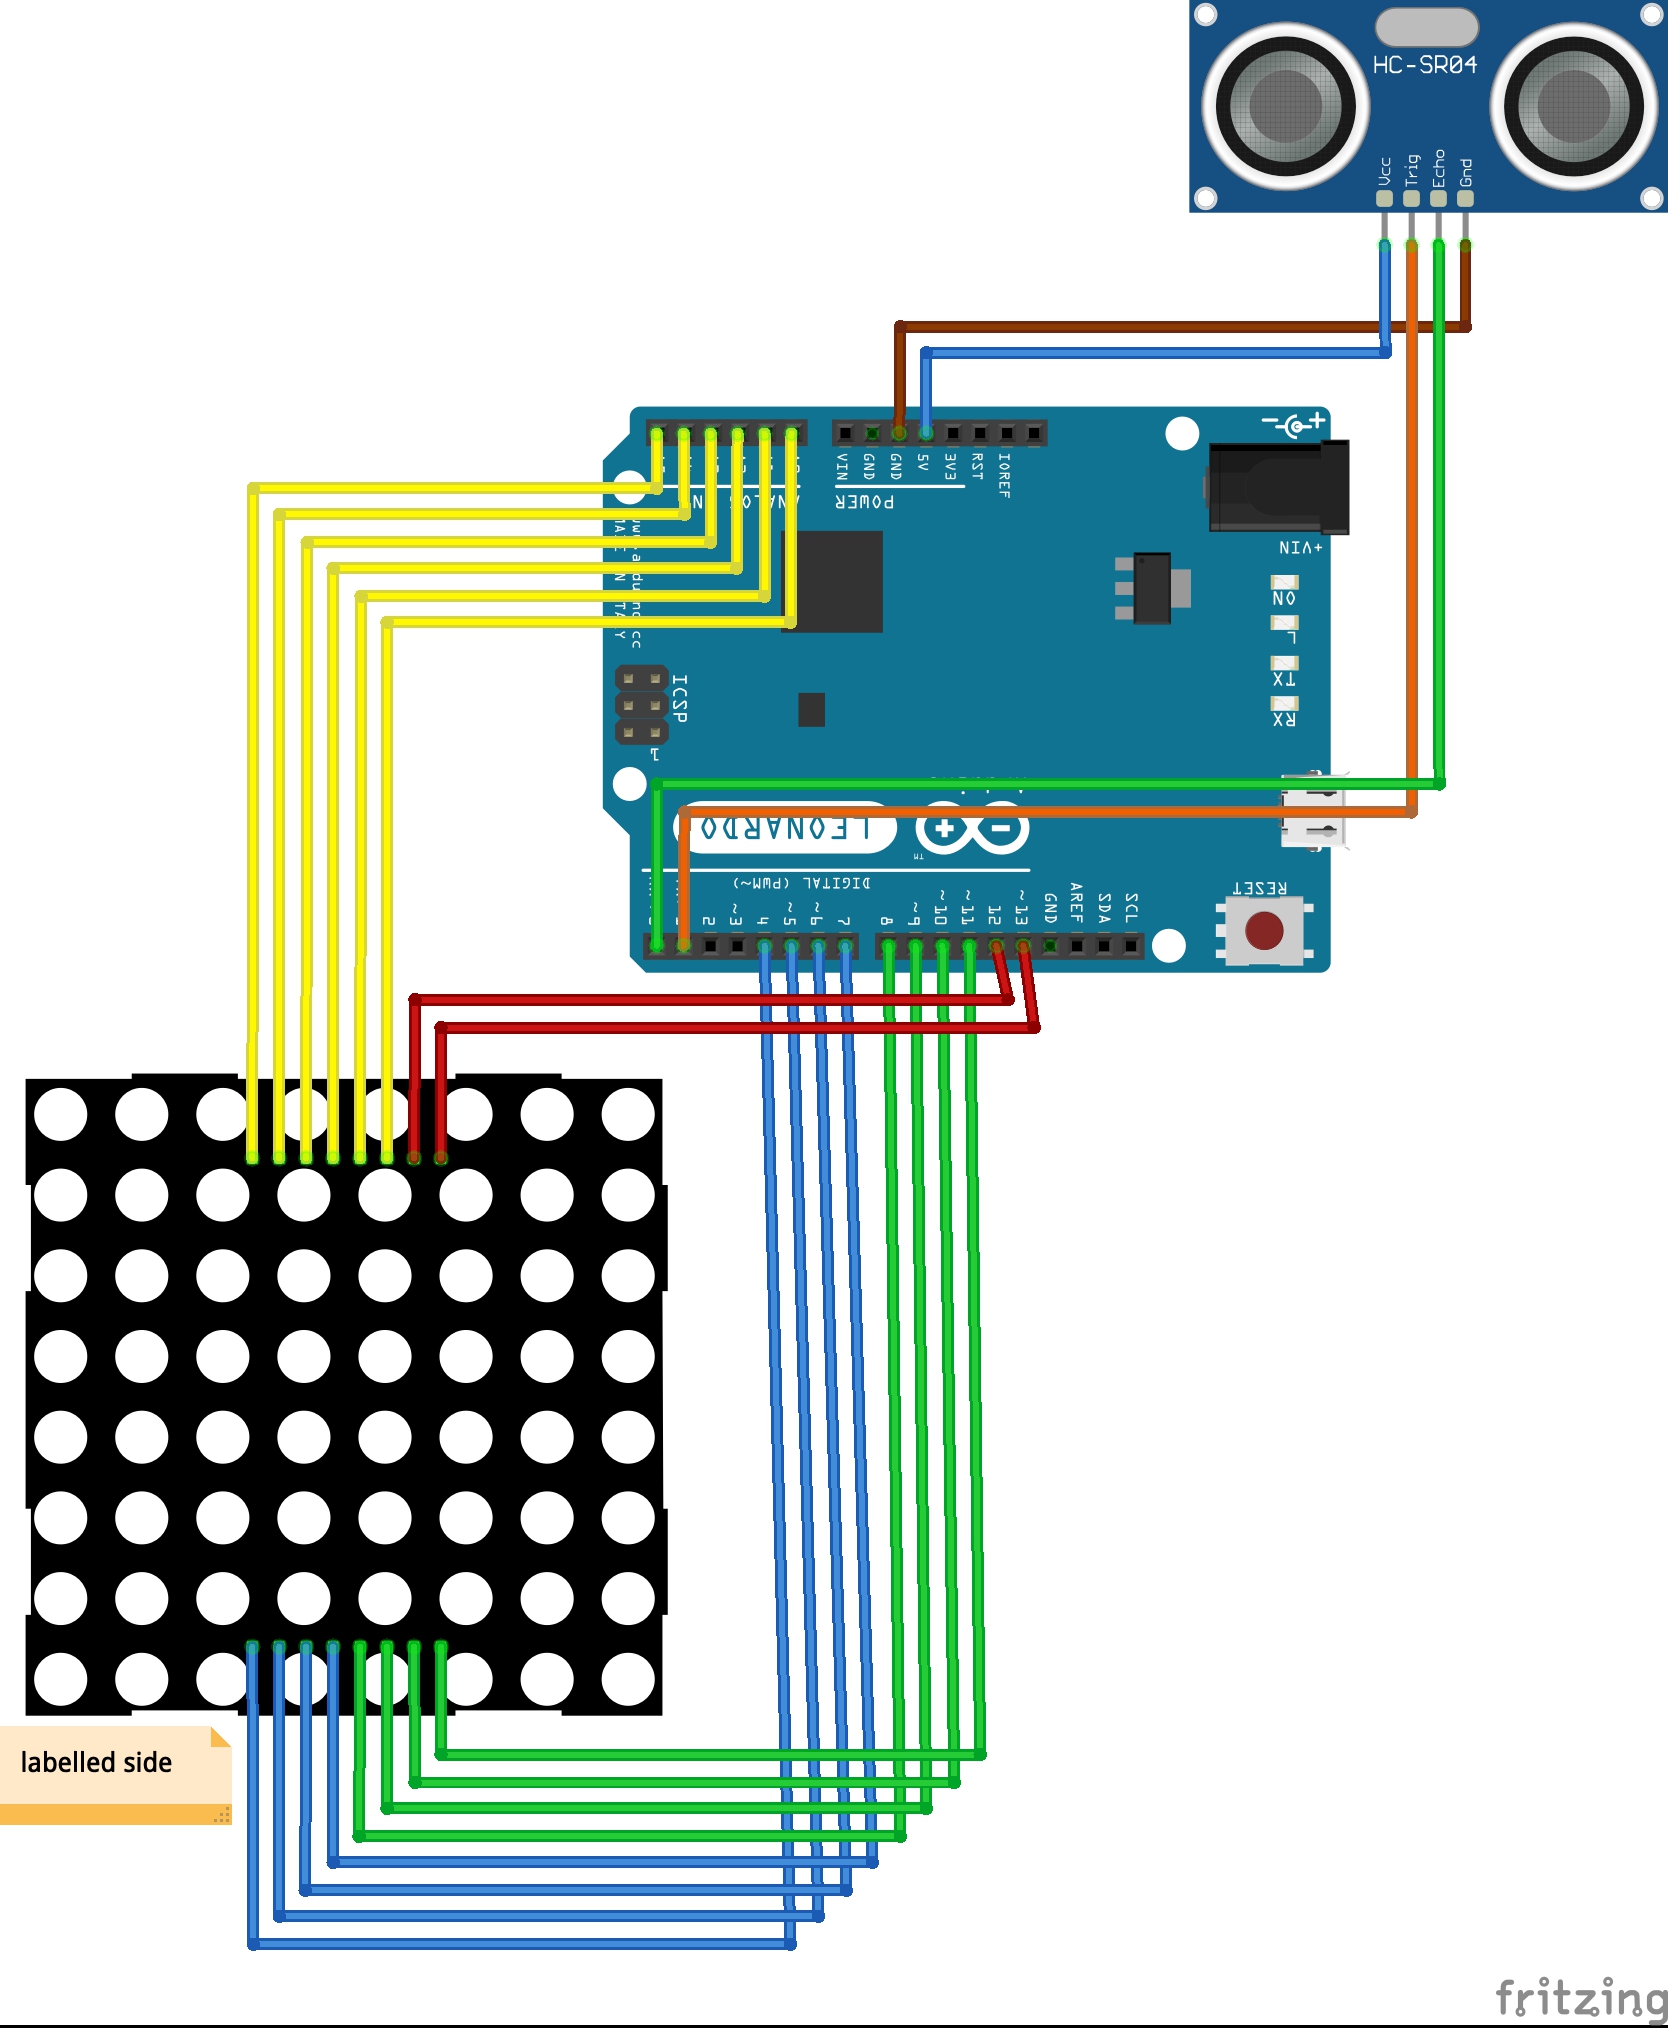 HC-SR04
Vcc
Trig
Echo
Gnd
VIN
GND
GND
5V
3V3
RST
IOREF
POWER
+VIN
ON
L
TX
RX
ICSP
1
LEONARDO
TM
DIGITAL (PWM~)
RESET
2
~3
4
~5
~6
7
8
~9
~10
~11
12
~13
GND
AREF
SDA
SCL
labelled side
fritzing